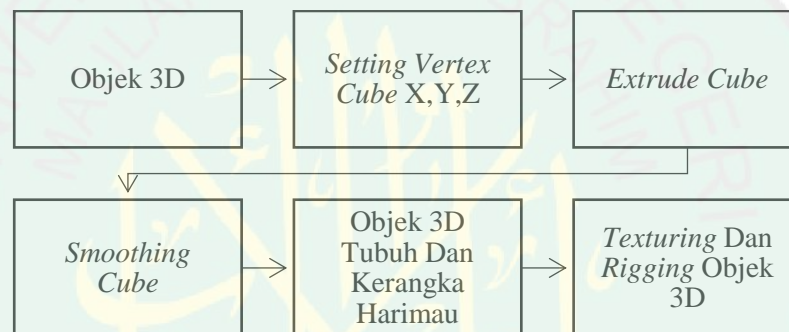 Objek 3D
Setting Vertex
Cube X,Y,Z
Extrude Cube
Smoothing
Cube
Objek 3D
Tubuh Dan
Kerangka
Harimau
Texturing Dan
Rigging Objek
3D